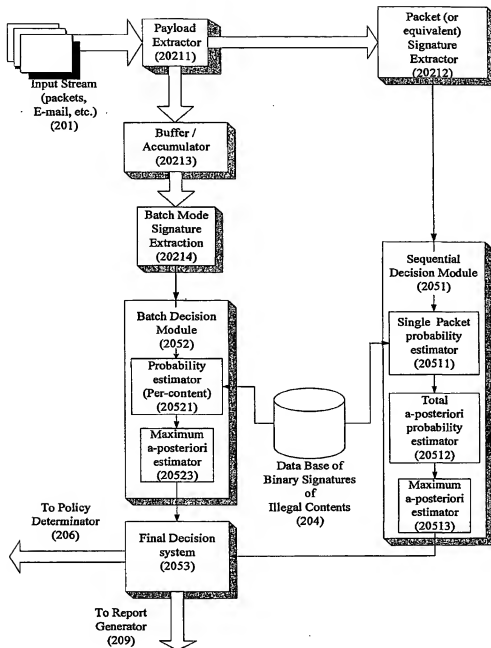 Payload
Extractor
(20211)
Packet (or
equivalent)
Signature
Extractor
(20212)
Input Stream
(packets,
E-mail, etc.)
(201)
Buffer /
Accumulator
(20213)
Batch Mode
Signature
Extraction
(20214)
Sequential
Decision Module
(2051)
Batch Decision
Module
(2052)
Single Packet
probability
estimator
(20511)
Probability
estimator
(Per-content)
(20521)
Total
a-posteriori
probability
estimator
(20512)
Maximum
a-posteriori
estimator
(20523)
Data Base of
Binary Signatures
of
Illegal Contents
(204)
Maximum
a-posteriori
estimator
(20513)
To Policy
Determinator
(206)
Final Decision
system
(2053)
To Report
Generator
(209)